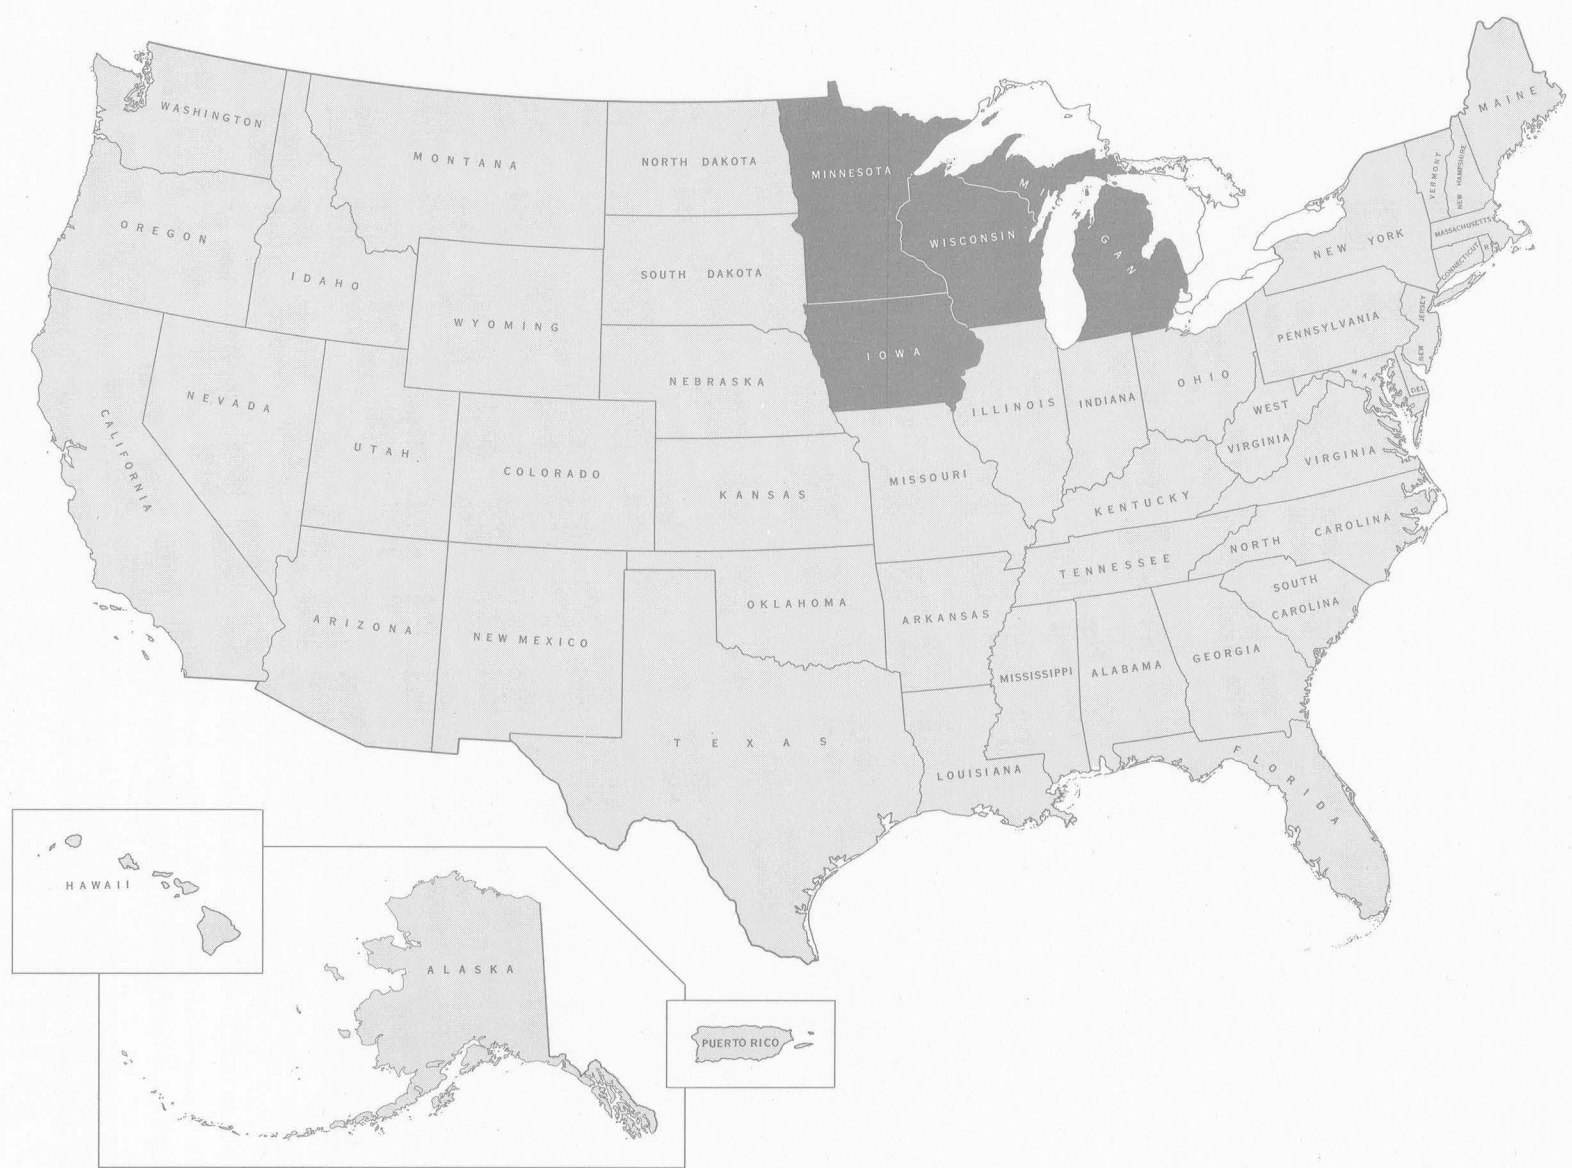 WASHINGTON
MONTANA
NORTH DAKOTA
MINNESOTA
MICHIGAN
MAINE
VERMONT
NEW HAMPSHIRE
OREGON
IDAHO
SOUTH DAKOTA
WISCONSIN
NEW YORK
MASSACHUSETTS
CONNECTICUT
WYOMING
IOWA
PENNSYLVANIA
NEW JERSEY
NEVADA
NEBRASKA
ILLINOIS
INDIANA
OHIO
DEL
CALIFORNIA
UTAH
COLORADO
KANSAS
MISSOURI
WEST
VIRGINIA
VIRGINIA
KENTUCKY
ARIZONA
NEW MEXICO
OKLAHOMA
ARKANSAS
TENNESSEE
NORTH CAROLINA
SOUTH
CAROLINA
TEXAS
LOUISIANA
MISSISSIPPI
ALABAMA
GEORGIA
FLORIDA
HAWAII
ALASKA
PUERTO RICO